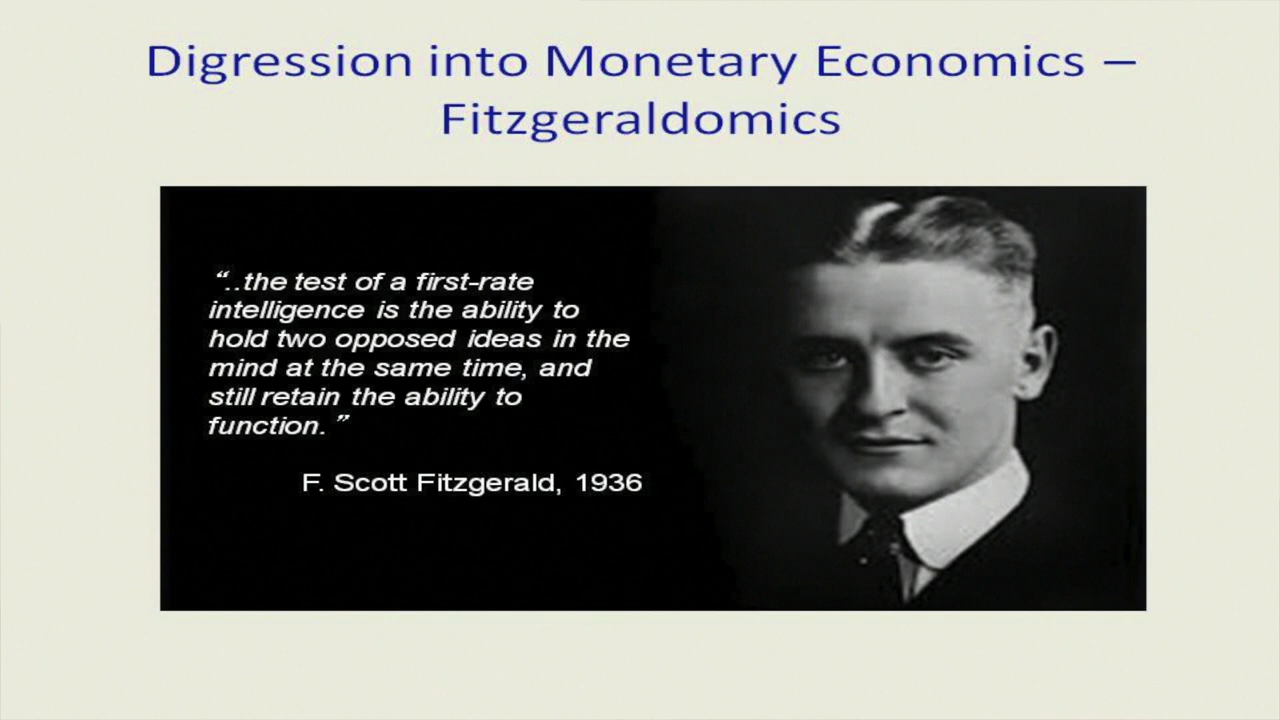 Digression into Monetary Economics –
Fitzgeraldomics
“..the test of a first-rate
intelligence is the ability to
hold two opposed ideas in the
mind at the same time, and
still retain the ability to
function.”
F. Scott Fitzgerald, 1936